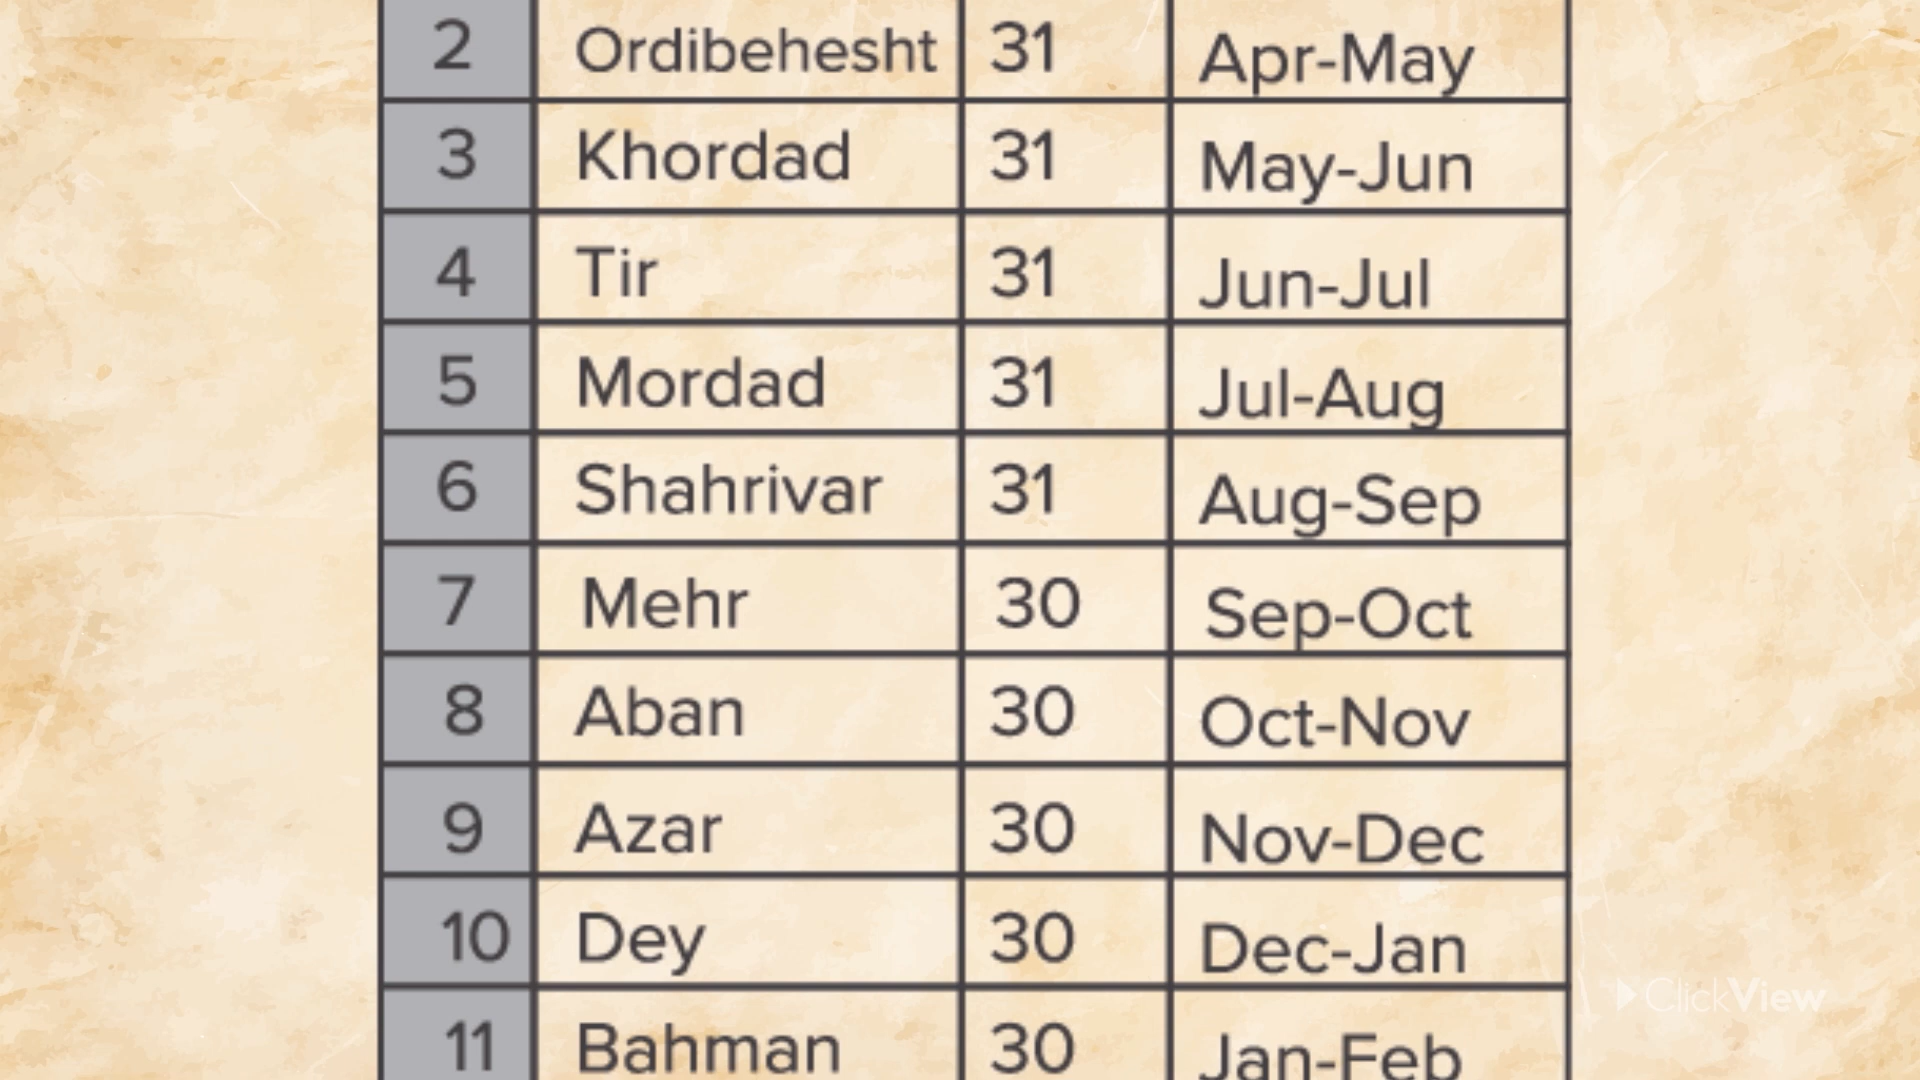 2 Ordibehesht 31 Apr-May
3 Khordad 31 May-Jun
4 Tir 31 Jun-Jul
5 Mordad 31 Jul-Aug
6 Shahrivar 31 Aug-Sep
7 Mehr 30 Sep-Oct
8 Aban 30 Oct-Nov
9 Azar 30 Nov-Dec
10 Dey 30 Dec-Jan
ClickView
11 Bahman 30 Jan-Feb